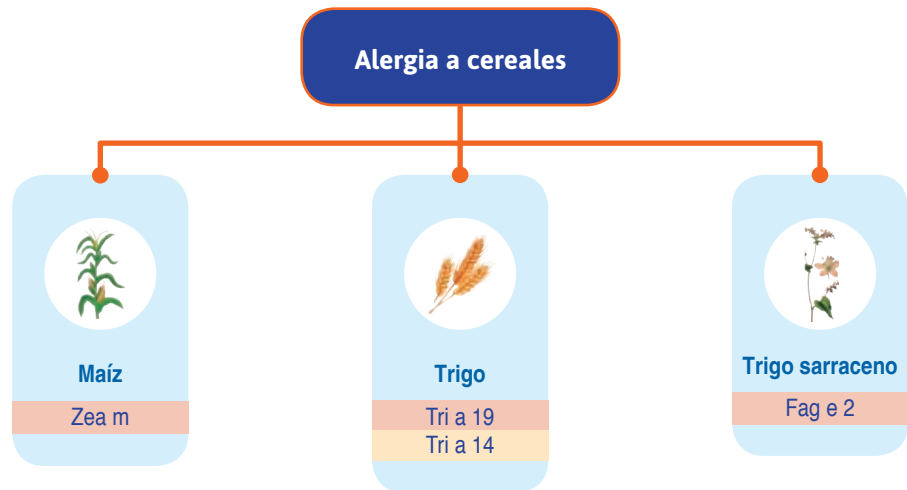 Alergia a cereales
Maíz
Zea m
Trigo
Tri a 19
Tri a 14
Trigo sarraceno
Fag e 2